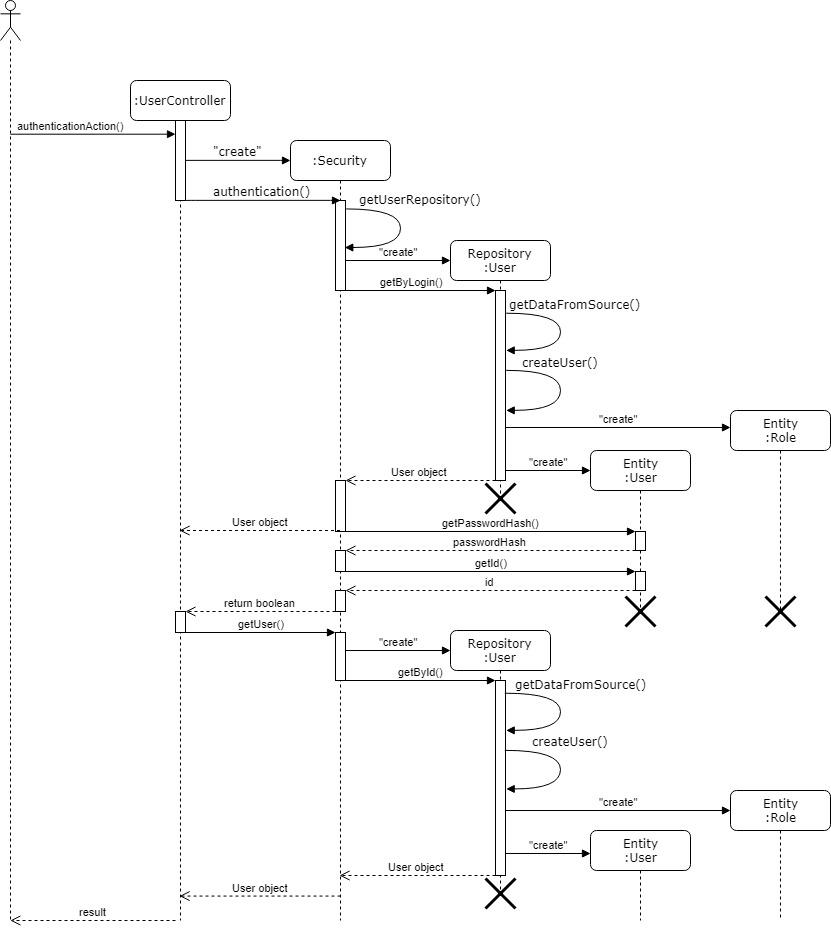 :UserController
authenticationAction()
"create"
:Security
authentication()
getUserRepository()
"create"
Repository
:User
getByLogin()
getDataFromSource()
createUser()
"create"
Entity
:Role
"create"
Entity
:User
User object
User object
getPasswordHash()
passwordHash
getId()
id
return boolean
getUser()
"create"
Repository
:User
getById()
getDataFromSource()
createUser()
"create"
Entity
:Role
"create"
Entity
:User
User object
User object
result